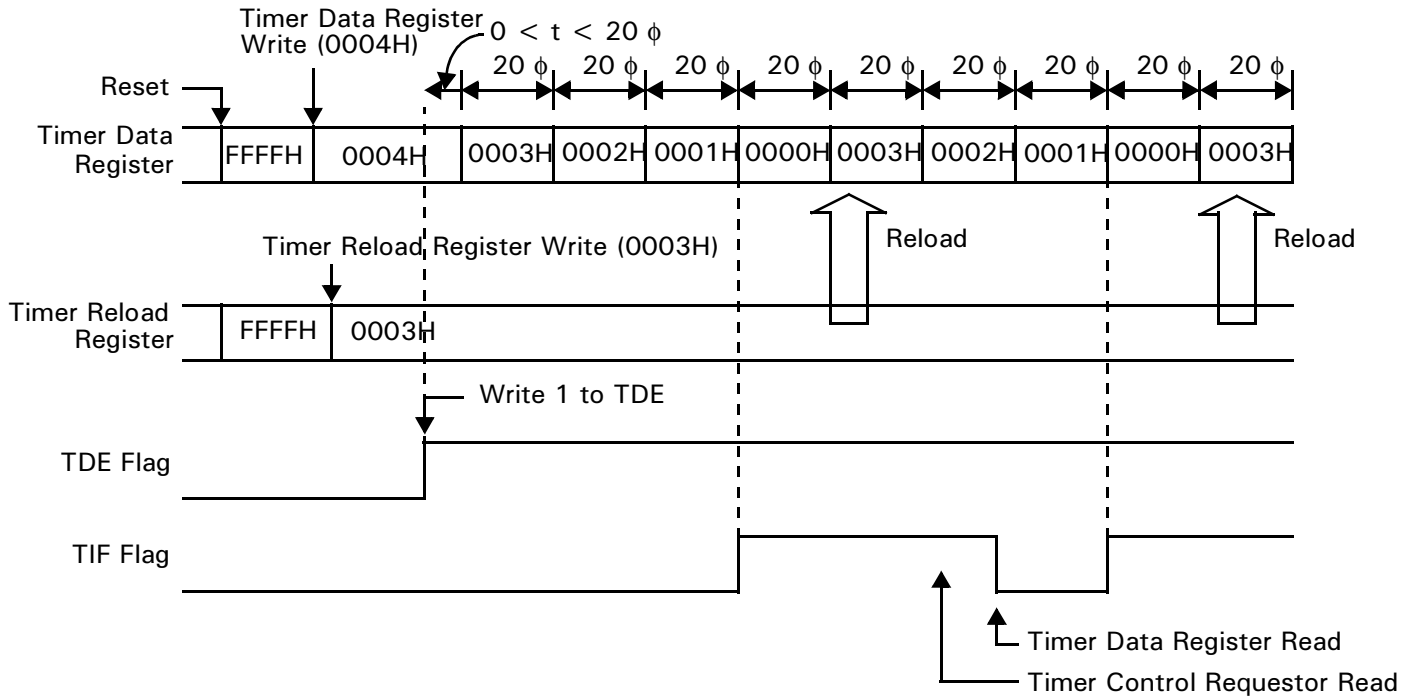 Timer Data Register
Write (0004H)
0 < t < 20 ϕ
20 ϕ 20 ϕ 20 ϕ 20 ϕ 20 ϕ 20 ϕ 20 ϕ 20 ϕ 20 ϕ
Reset
Timer Data
Register
FFFFH 0004H 0003H 0002H 0001H 0000H 0003H 0002H 0001H 0000H 0003H
Reload
Reload
Timer Reload Register Write (0003H)
Timer Reload
Register
FFFFH 0003H
Write 1 to TDE
TDE Flag
TIF Flag
Timer Data Register Read
Timer Control Requestor Read